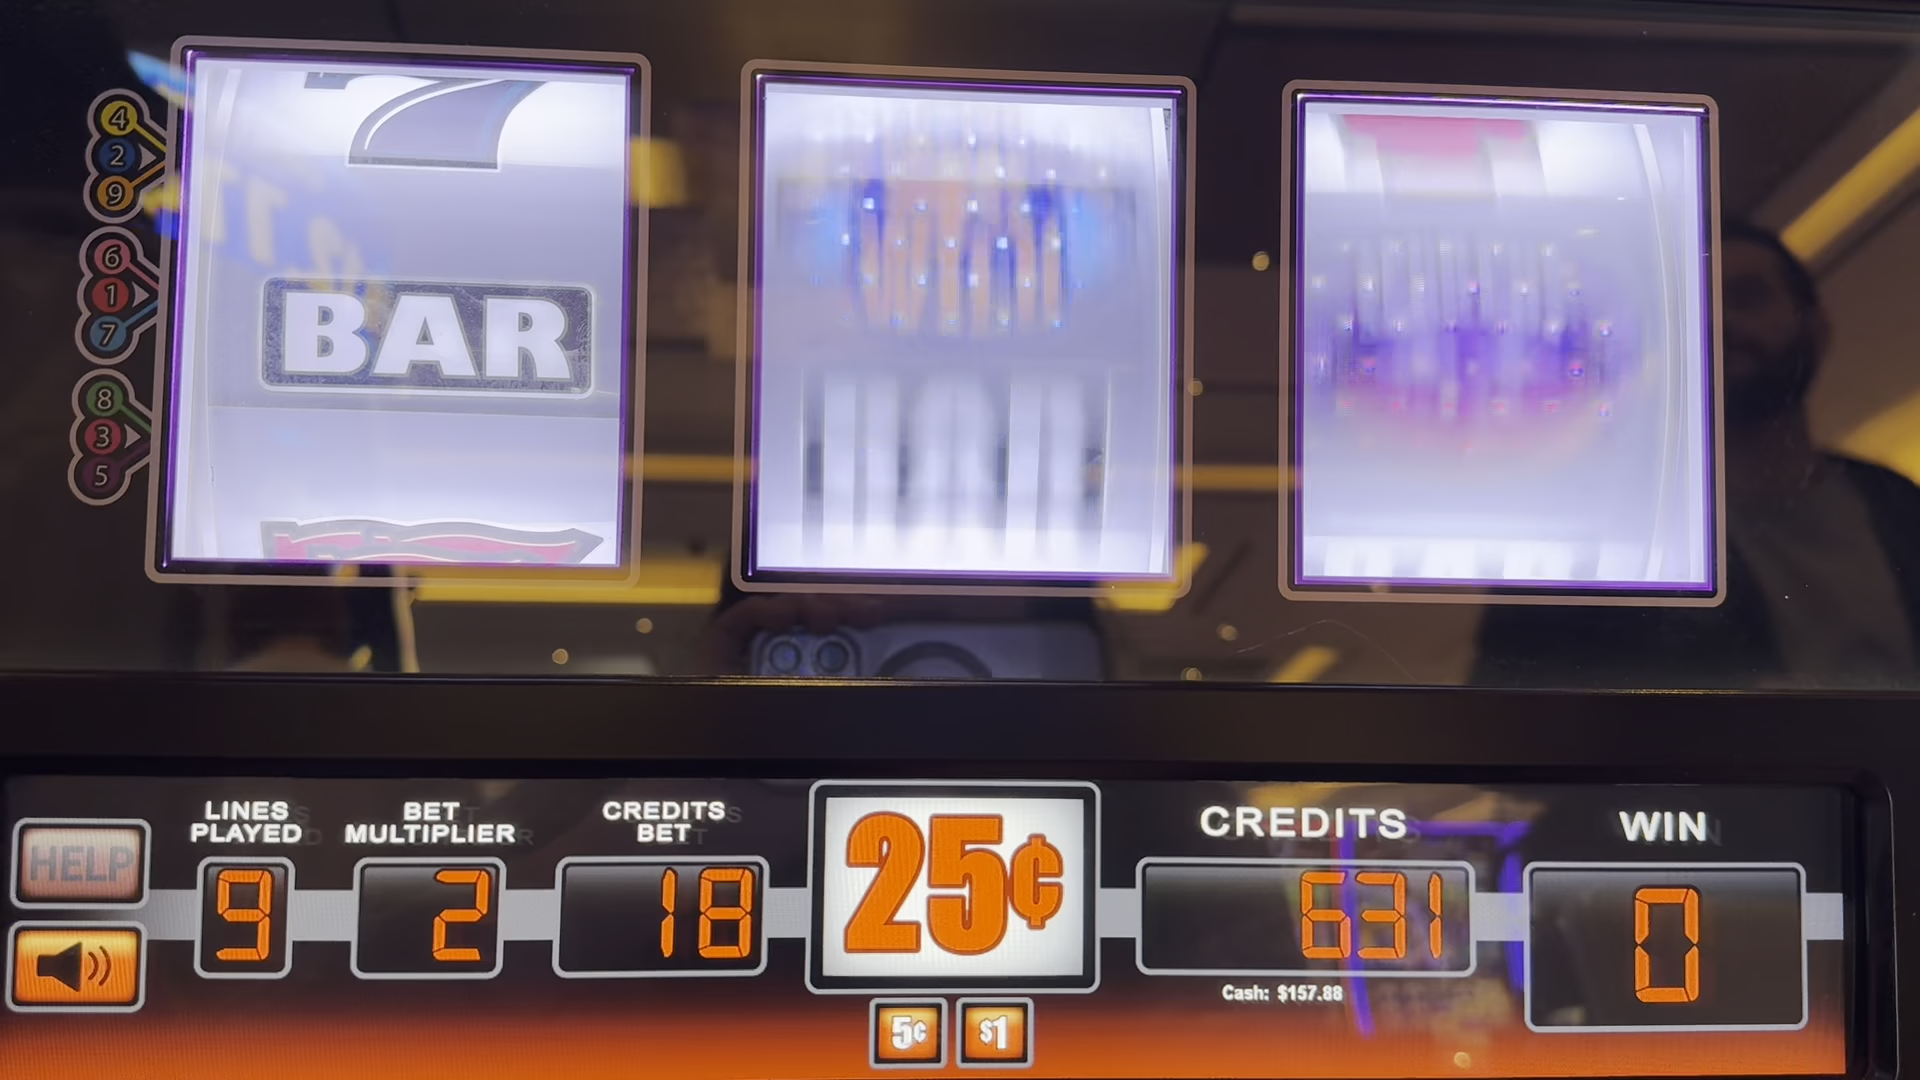 7
4
2
9
BAR
6
1
7
8
3
5
LINES PLAYED
BET MULTIPLIER
CREDITS BET
CREDITS
WIN
HELP
9
2
18
25¢
631
0
Cash: $157.88
5¢
$1